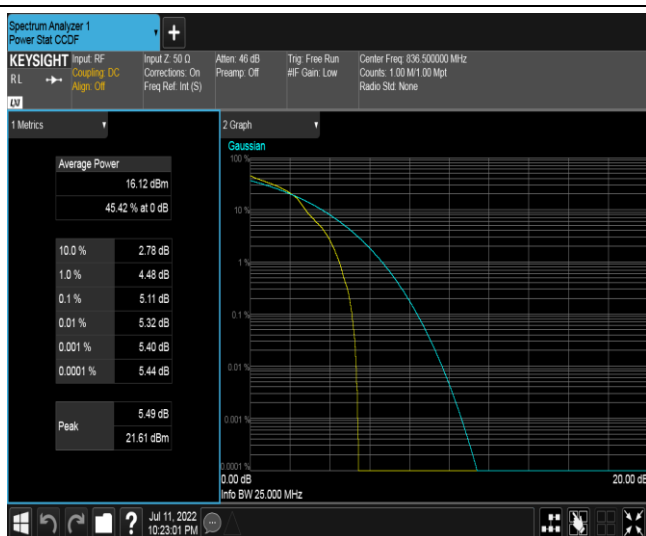 Spectrum Analyzer 1
Power Stat CCDF
+
KEYSIGHT
RL
LXI
Input: RF
Coupling: DC
Align: Off
Input Z: 50 Ω
Corrections: On
Freq Ref: Int (S)
Atten: 46 dB
Preamp: Off
Trig: Free Run
#IF Gain: Low
Center Freq: 836.500000 MHz
Counts: 1.00 M/1.00 Mpt
Radio Std: None
1 Metrics
Average Power
16.12 dBm
45.42 % at 0 dB
10.0 % 2.78 dB
1.0 % 4.48 dB
0.1 % 5.11 dB
0.01 % 5.32 dB
0.001 % 5.40 dB
0.0001 % 5.44 dB
Peak
5.49 dB
21.61 dBm
2 Graph
Gaussian
100 %
10 %
1 %
0.1 %
0.01 %
0.001 %
0.0001 %
0.00 dB 20.00 dB
Info BW 25.000 MHz
?
Jul 11, 2022
10:23:01 PM